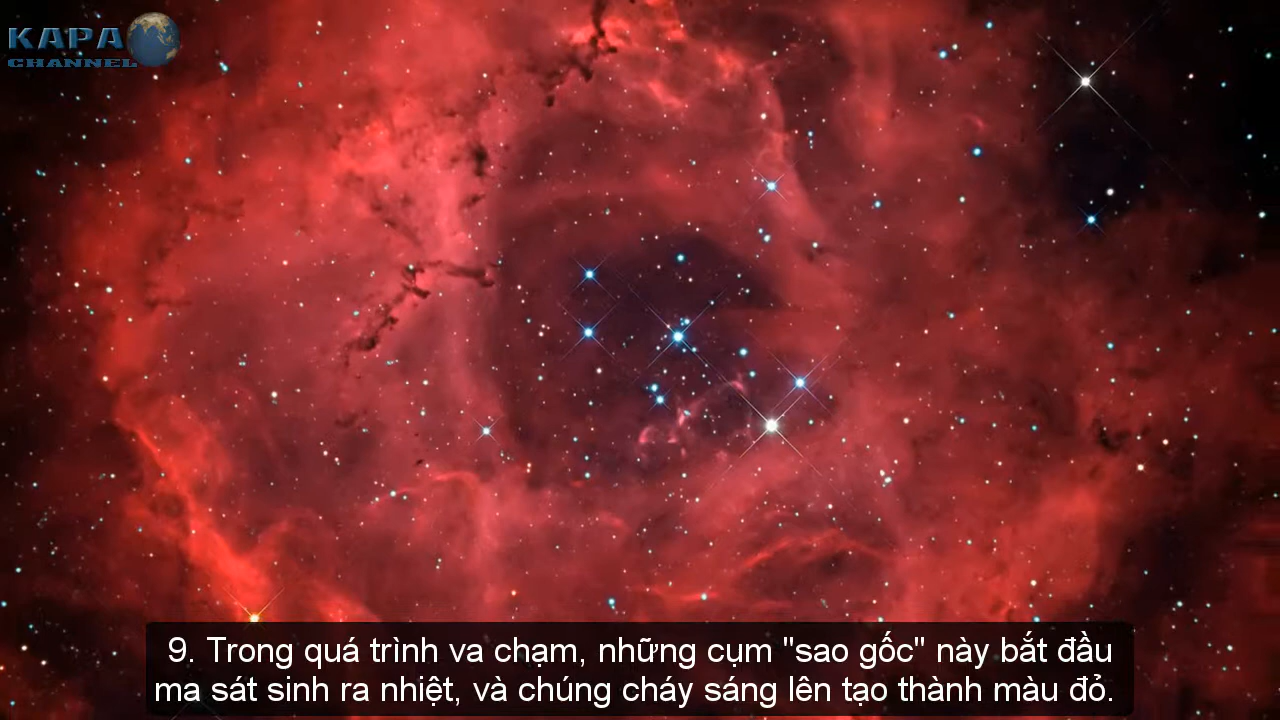 KAPA
CHANNEL
9. Trong quá trình va chạm, những cụm "sao gốc" này bắt đầu
ma sát sinh ra nhiệt, và chúng cháy sáng lên tạo thành màu đỏ.